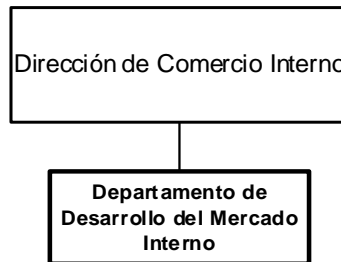 Dirección de Comercio Interno
Departamento de
Desarrollo del Mercado
Interno